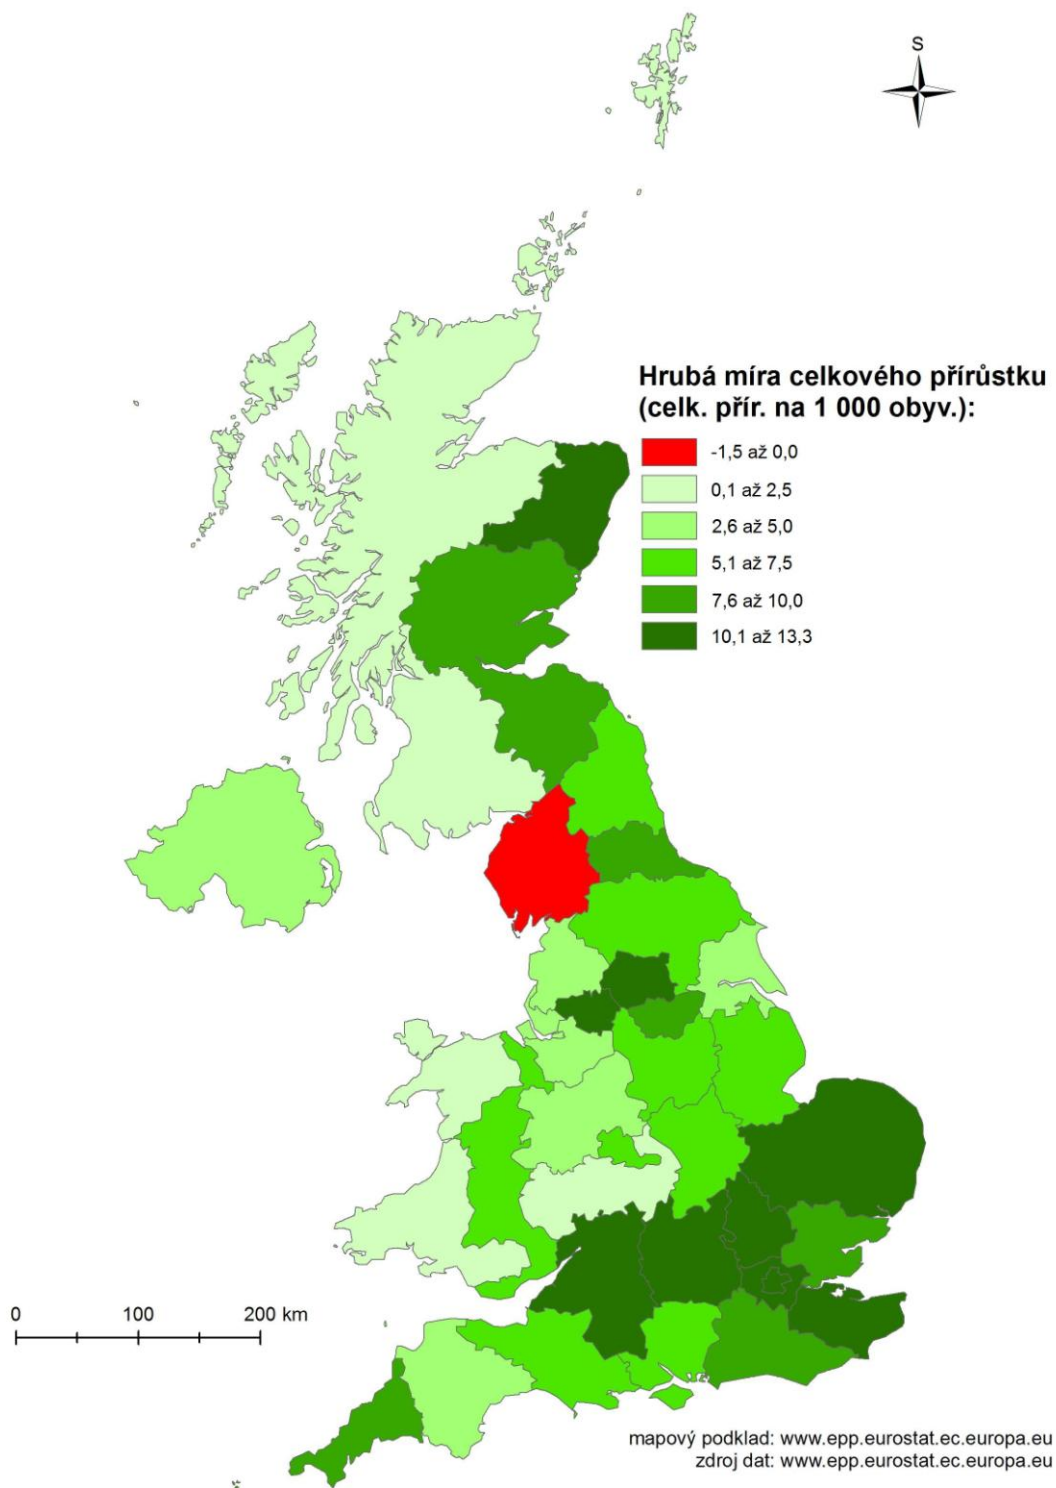 S
Hrubá míra celkového přírůstku
(celk. přír. na 1 000 obyv.):
-1,5 až 0,0
0,1 až 2,5
2,6 až 5,0
5,1 až 7,5
7,6 až 10,0
10,1 až 13,3
0 100 200 km
mapový podklad: www.epp.eurostat.ec.europa.eu
zdroj dat: www.epp.eurostat.ec.europa.eu